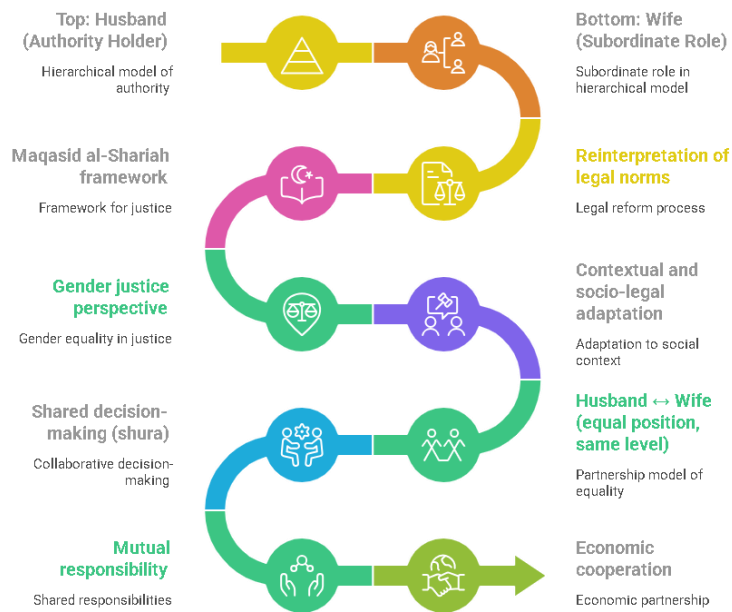 Top: Husband
(Authority Holder)
Hierarchical model of
authority
Bottom: Wife
(Subordinate Role)
Subordinate role in
hierarchical model
Maqasid al-Shariah
framework
Framework for justice
Reinterpretation of
legal norms
Legal reform process
Gender justice
perspective
Gender equality in justice
Contextual and
socio-legal
adaptation
Adaptation to social
context
Shared decision-
making (shura)
Collaborative decision-
making
Husband ↔ Wife
(equal position,
same level)
Partnership model of
equality
Mutual
responsibility
Shared responsibilities
Economic
cooperation
Economic partnership